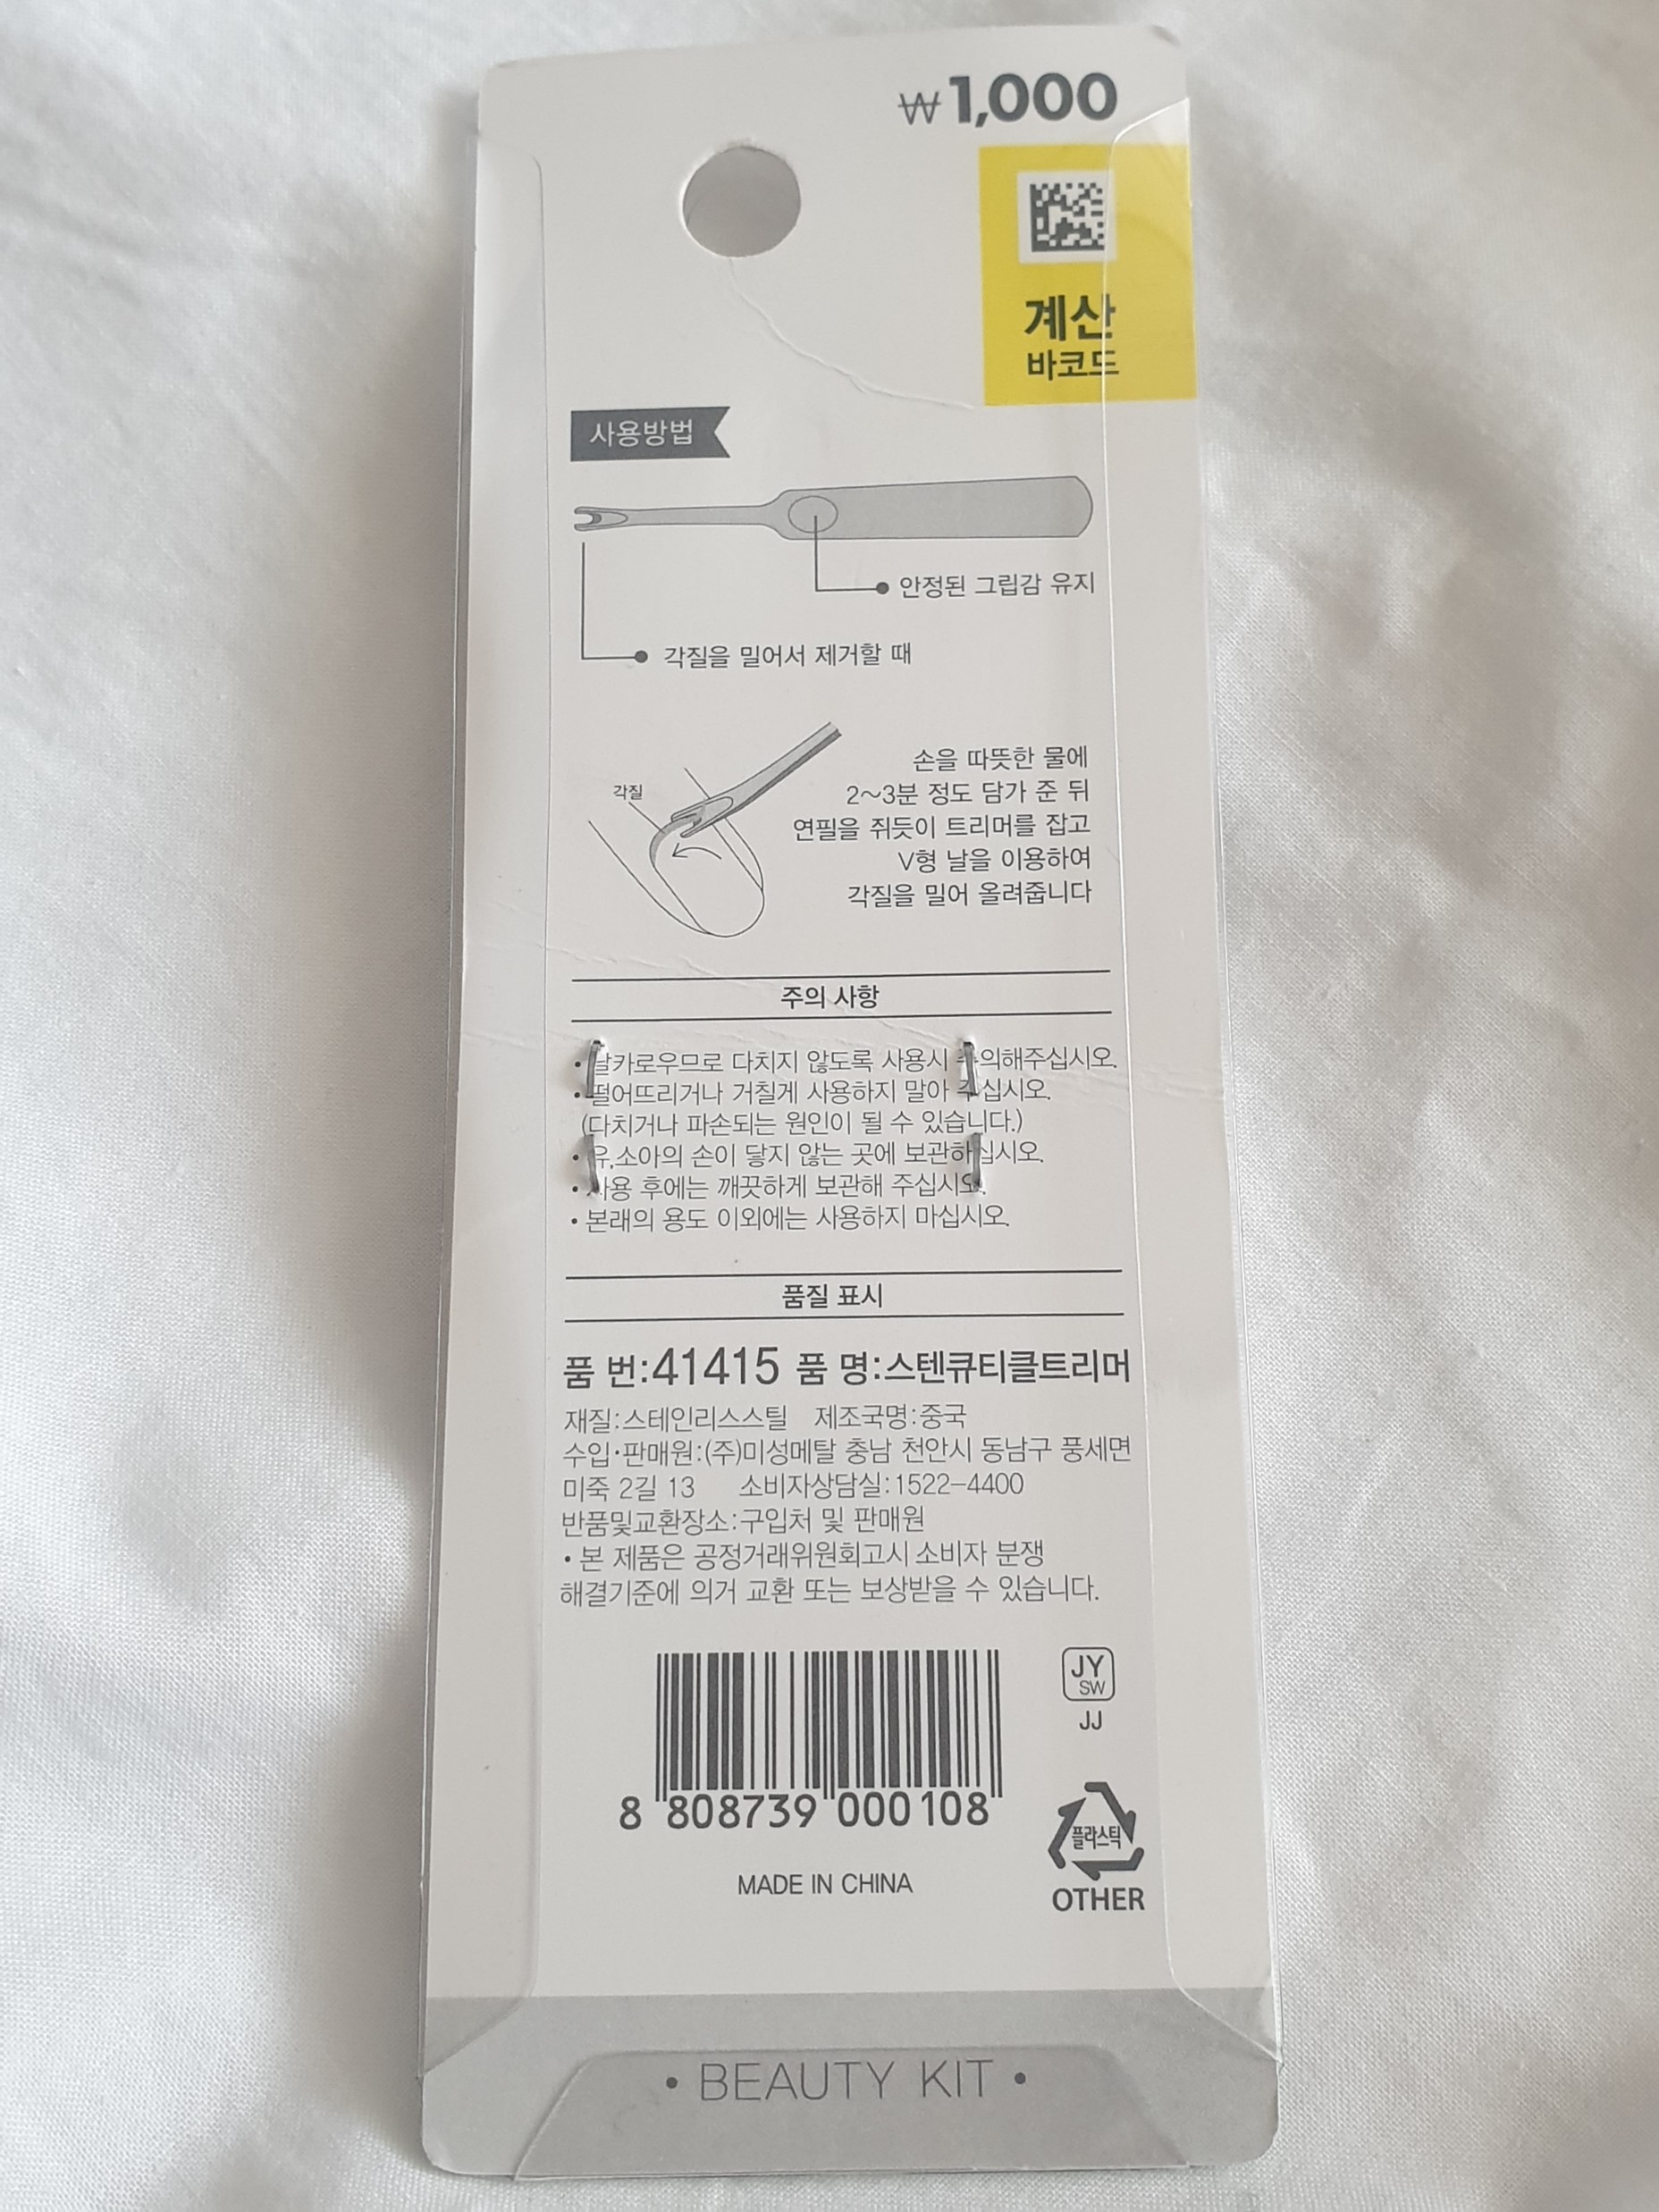 ₩1,000
계산
바코드
사용방법
안정된 그립감 유지
각질을 밀어서 제거할 때
각질
손을 따뜻한 물에
2~3분 정도 담가 준 뒤
연필을 쥐듯이 트리머를 잡고
V형 날을 이용하여
각질을 밀어 올려줍니다
주의 사항
• 날카로우므로 다치지 않도록 사용시 주의해주십시오.
• 떨어뜨리거나 거칠게 사용하지 말아 주십시오.
(다치거나 파손되는 원인이 될 수 있습니다.)
• 유,소아의 손이 닿지 않는 곳에 보관하십시오.
• 사용 후에는 깨끗하게 보관해 주십시오.
• 본래의 용도 이외에는 사용하지 마십시오.
품질 표시
품 번:41415 품 명:스텐큐티클트리머
재질:스테인리스스틸 제조국명:중국
수입·판매원:(주)미성메탈 충남 천안시 동남구 풍세면
미죽 2길 13 소비자상담실:1522-4400
반품및교환장소:구입처 및 판매원
• 본 제품은 공정거래위원회고시 소비자 분쟁
해결기준에 의거 교환 또는 보상받을 수 있습니다.
JY
SW
JJ
8 808739 000108
플라스틱
OTHER
MADE IN CHINA
• BEAUTY KIT •